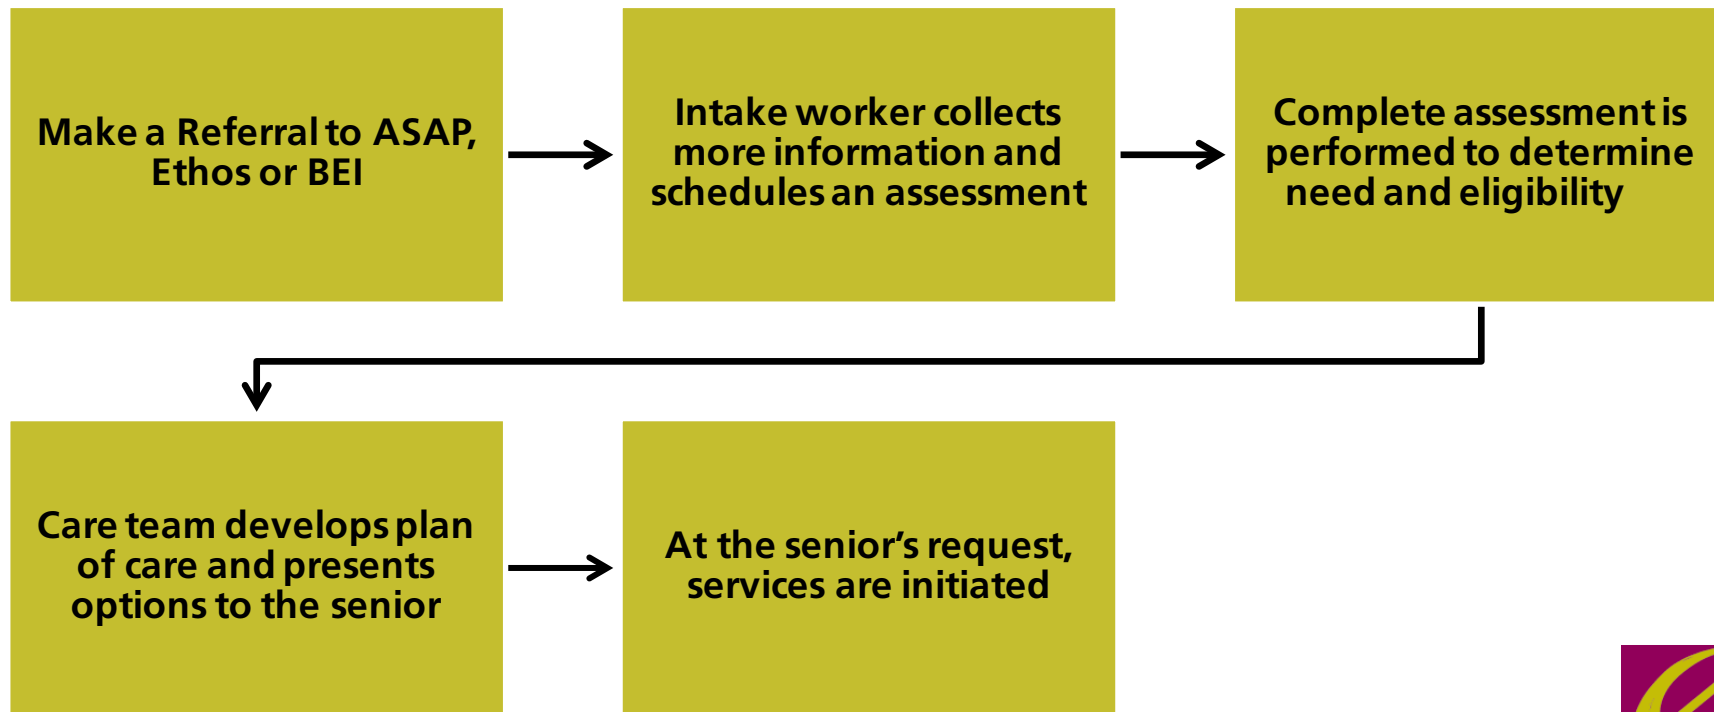 Make a Referral to ASAP,
Ethos or BEI
Intake worker collects
more information and
schedules an assessment
Complete assessment is
performed to determine
need and eligibility
Care team develops plan
of care and presents
options to the senior
At the senior’s request,
services are initiated